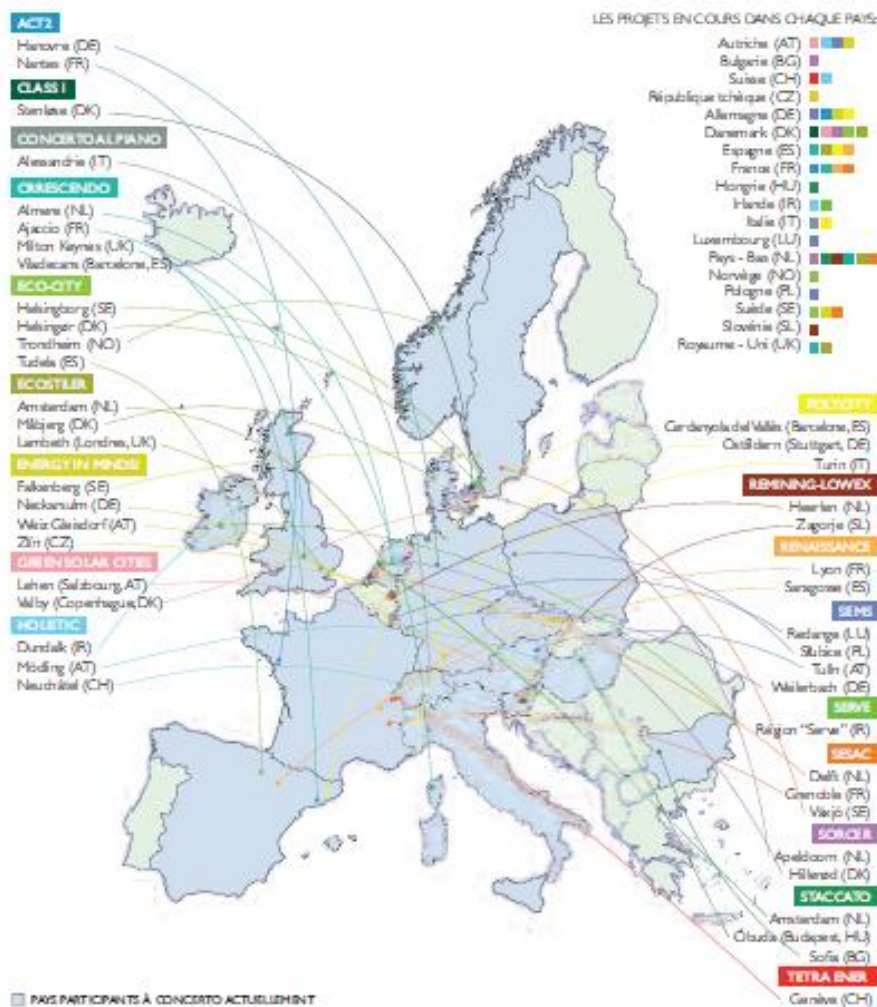 ACT2
Hanovre (DE)
Nantes (FR)
CLASS I
Stenløse (DK)
CONCERTO AL PIANO
Alessandrie (IT)
CRRESCENDO
Almere (NL)
Ajaccio (FR)
Milton Keynes (UK)
Viladecans (Barcelone, ES)
ECO-CITY
Helsingborg (SE)
Helsingør (DK)
Trondheim (NO)
Tudela (ES)
ECOSTILER
Amsterdam (NL)
Måbjerg (DK)
Lambeth (Londres, UK)
ENERGY IN MINDS!
Falkenberg (SE)
Neckarsulm (DE)
Weiz Gleisdorf (AT)
Zlín (CZ)
GREEN SOLAR CITIES
Lehen (Salzbourg, AT)
Valby (Copenhague, DK)
HOLISTIC
Dundalk (IR)
Mödling (AT)
Neuchâtel (CH)
LES PROJETS EN COURS DANS CHAQUE PAYS:
Autriche (AT)
Bulgarie (BG)
Suisse (CH)
République tchèque (CZ)
Allemagne (DE)
Danemark (DK)
Espagne (ES)
France (FR)
Hongrie (HU)
Irlande (IR)
Italie (IT)
Luxembourg (LU)
Pays - Bas (NL)
Norvège (NO)
Pologne (PL)
Suède (SE)
Slovénie (SL)
Royaume - Uni (UK)
POLYCITY
Cerdanyola del Vallès (Barcelone, ES)
Ostfildern (Stuttgart, DE)
Turin (IT)
REMINING-LOWEX
Heerlen (NL)
Zagorje (SL)
RENAISSANCE
Lyon (FR)
Saragosse (ES)
SEMS
Redange (LU)
Słubice (PL)
Tulln (AT)
Weilerbach (DE)
SERVE
Région "Serve" (IR)
SESAC
Delft (NL)
Grenoble (FR)
Växjö (SE)
SORCER
Apeldoorn (NL)
Hillerød (DK)
STACCATO
Amsterdam (NL)
Óbuda (Budapest, HU)
Sofia (BG)
TETRA ENER
Genève (CH)
PAYS PARTICIPANTS À CONCERTO ACTUELLEMENT